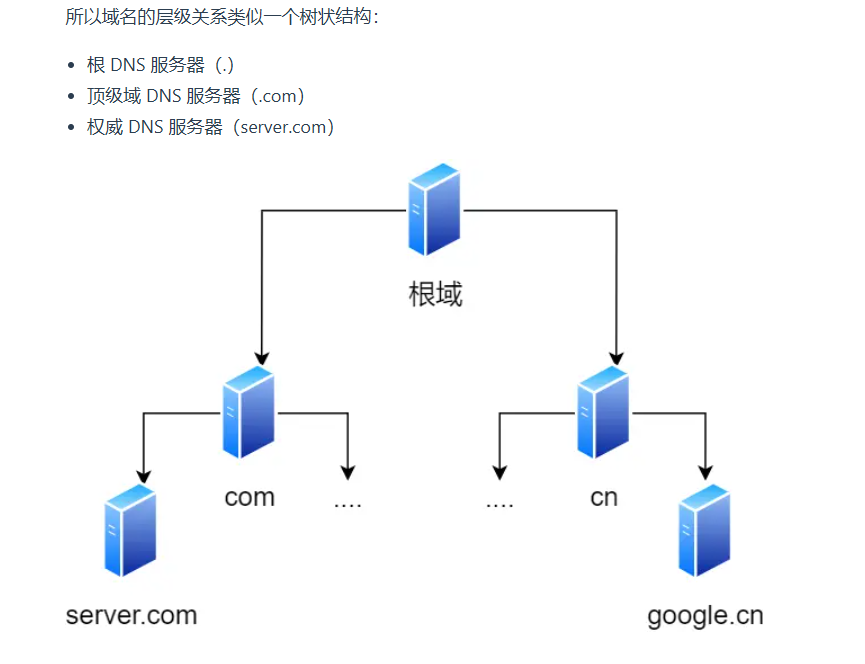 所以域名的层级关系类似一个树状结构：
根 DNS 服务器（.）
顶级域 DNS 服务器（.com）
权威 DNS 服务器（server.com）
根域
com
....
....
cn
server.com
google.cn